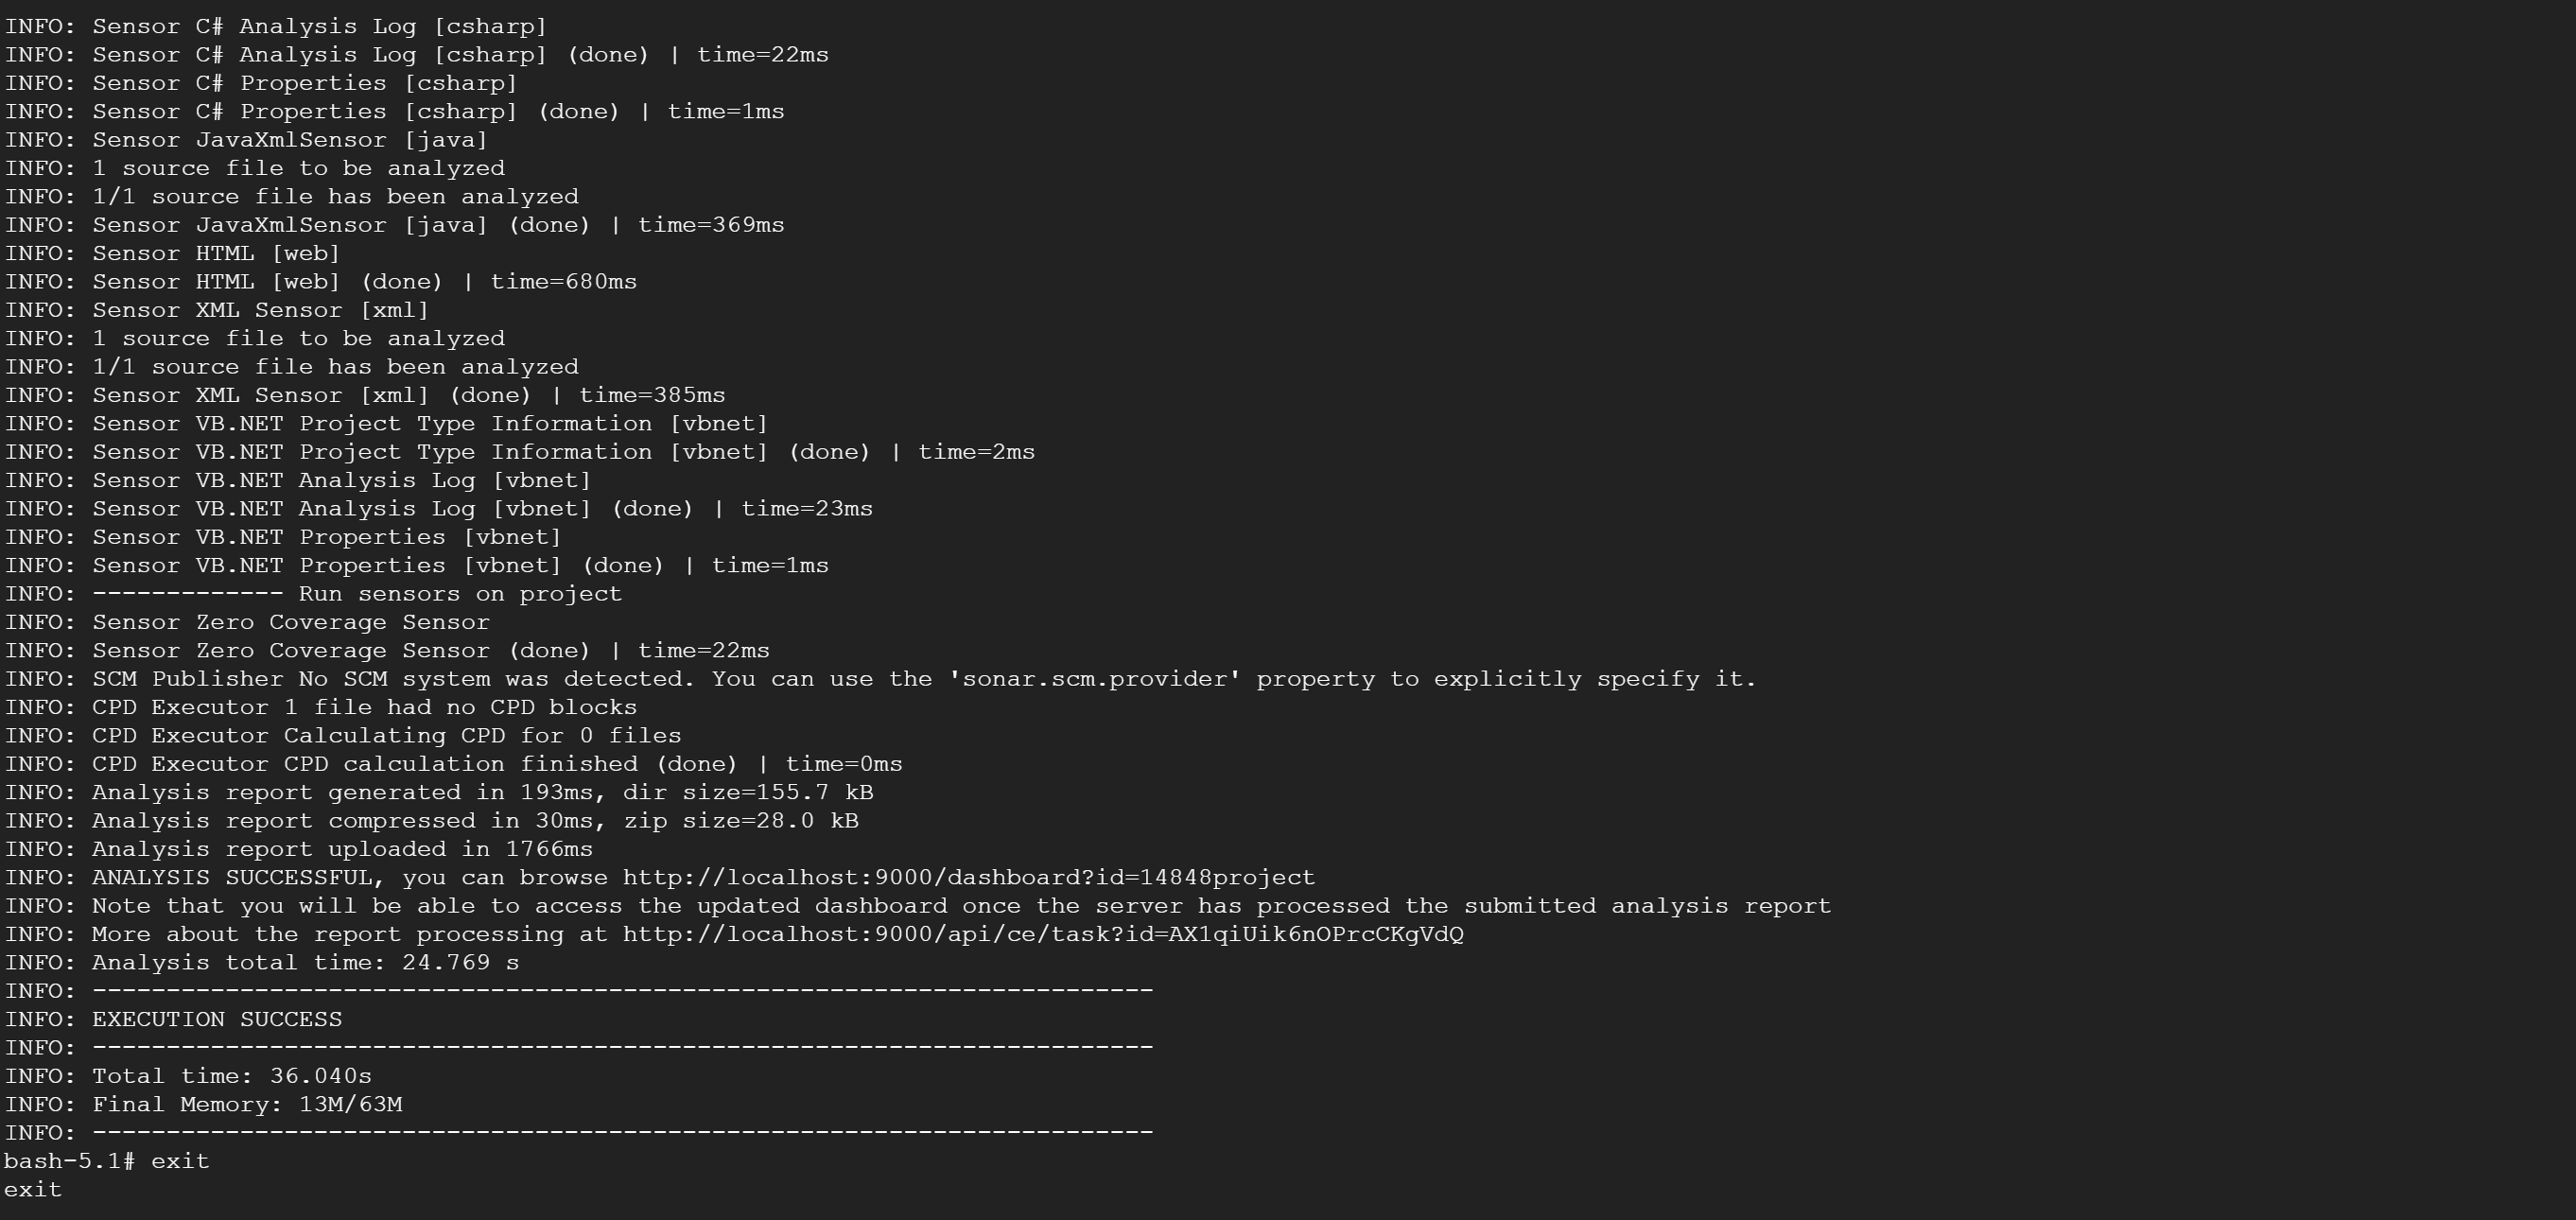 INFO: Sensor C# Analysis Log [csharp]
INFO: Sensor C# Analysis Log [csharp] (done) | time=22ms
INFO: Sensor C# Properties [csharp]
INFO: Sensor C# Properties [csharp] (done) | time=1ms
INFO: Sensor JavaXmlSensor [java]
INFO: 1 source file to be analyzed
INFO: 1/1 source file has been analyzed
INFO: Sensor JavaXmlSensor [java] (done) | time=369ms
INFO: Sensor HTML [web]
INFO: Sensor HTML [web] (done) | time=680ms
INFO: Sensor XML Sensor [xml]
INFO: 1 source file to be analyzed
INFO: 1/1 source file has been analyzed
INFO: Sensor XML Sensor [xml] (done) | time=385ms
INFO: Sensor VB.NET Project Type Information [vbnet]
INFO: Sensor VB.NET Project Type Information [vbnet] (done) | time=2ms
INFO: Sensor VB.NET Analysis Log [vbnet]
INFO: Sensor VB.NET Analysis Log [vbnet] (done) | time=23ms
INFO: Sensor VB.NET Properties [vbnet]
INFO: Sensor VB.NET Properties [vbnet] (done) | time=1ms
INFO: ------------- Run sensors on project
INFO: Sensor Zero Coverage Sensor
INFO: Sensor Zero Coverage Sensor (done) | time=22ms
INFO: SCM Publisher No SCM system was detected. You can use the 'sonar.scm.provider' property to explicitly specify it.
INFO: CPD Executor 1 file had no CPD blocks
INFO: CPD Executor Calculating CPD for 0 files
INFO: CPD Executor CPD calculation finished (done) | time=0ms
INFO: Analysis report generated in 193ms, dir size=155.7 kB
INFO: Analysis report compressed in 30ms, zip size=28.0 kB
INFO: Analysis report uploaded in 1766ms
INFO: ANALYSIS SUCCESSFUL, you can browse http://localhost:9000/dashboard?id=14848project
INFO: Note that you will be able to access the updated dashboard once the server has processed the submitted analysis report
INFO: More about the report processing at http://localhost:9000/api/ce/task?id=AX1qiUik6nOPrcCKgVdQ
INFO: Analysis total time: 24.769 s
INFO: ------------------------------------------------------------------------
INFO: EXECUTION SUCCESS
INFO: ------------------------------------------------------------------------
INFO: Total time: 36.040s
INFO: Final Memory: 13M/63M
INFO: ------------------------------------------------------------------------
bash-5.1# exit
exit